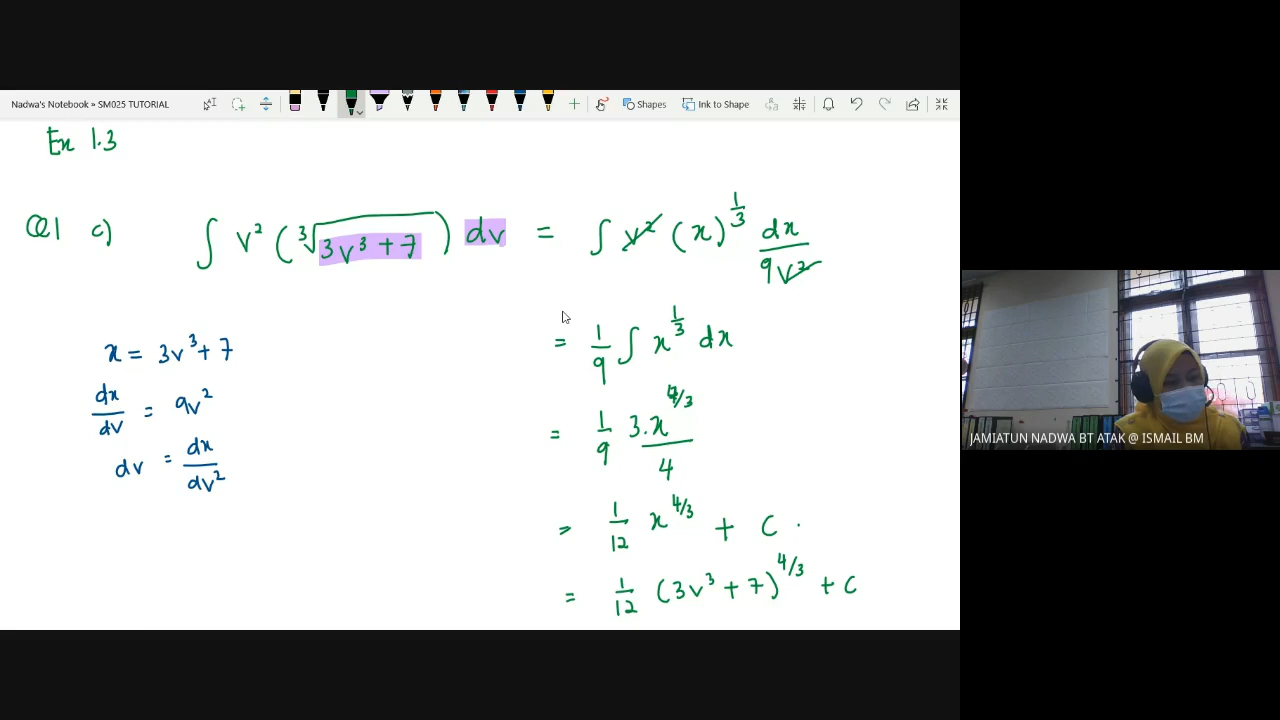 Nadwa's Notebook » SM025 TUTORIAL
Shapes
Ink to Shape
Ex 1.3
Q1 c) ∫ v² (∛(3v³ + 7)) dv = ∫ v² (x)^(1/3) dx/9v²
x = 3v³ + 7
dx/dv = 9v²
dv = dx/dv²
= 1/9 ∫ x^(1/3) dx
= 1/9 3.x^(4/3)/4
= 1/12 x^(4/3) + C .
= 1/12 (3v³ + 7)^(4/3) + C
JAMIATUN NADWA BT ATAK @ ISMAIL BM